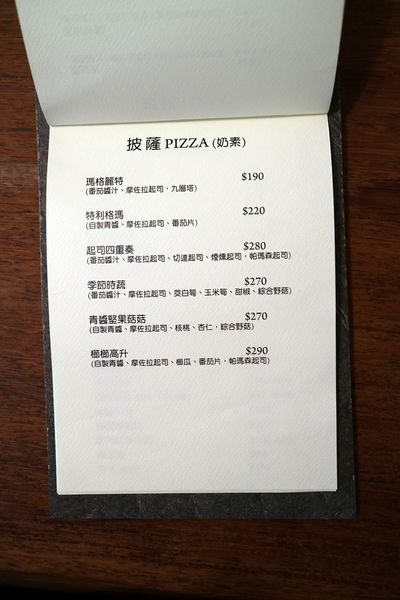 披薩 PIZZA (奶素)
瑪格麗特 $190
(番茄醬汁、摩佐拉起司、九層塔)
特利格瑪 $220
(自製青醬、摩佐拉起司、番茄片)
起司四重奏 $280
(番茄醬汁、摩佐拉起司、切達起司、煙燻起司，帕瑪森起司)
季節時蔬 $270
(番茄醬汁、摩佐拉起司、茭白筍、玉米筍、甜椒、綜合野菇)
青醬堅果菇菇 $270
(自製青醬、摩佐拉起司、核桃、杏仁，綜合野菇)
櫛櫛高升 $290
(自製青醬、摩佐拉起司、櫛瓜、番茄片，帕瑪森起司)